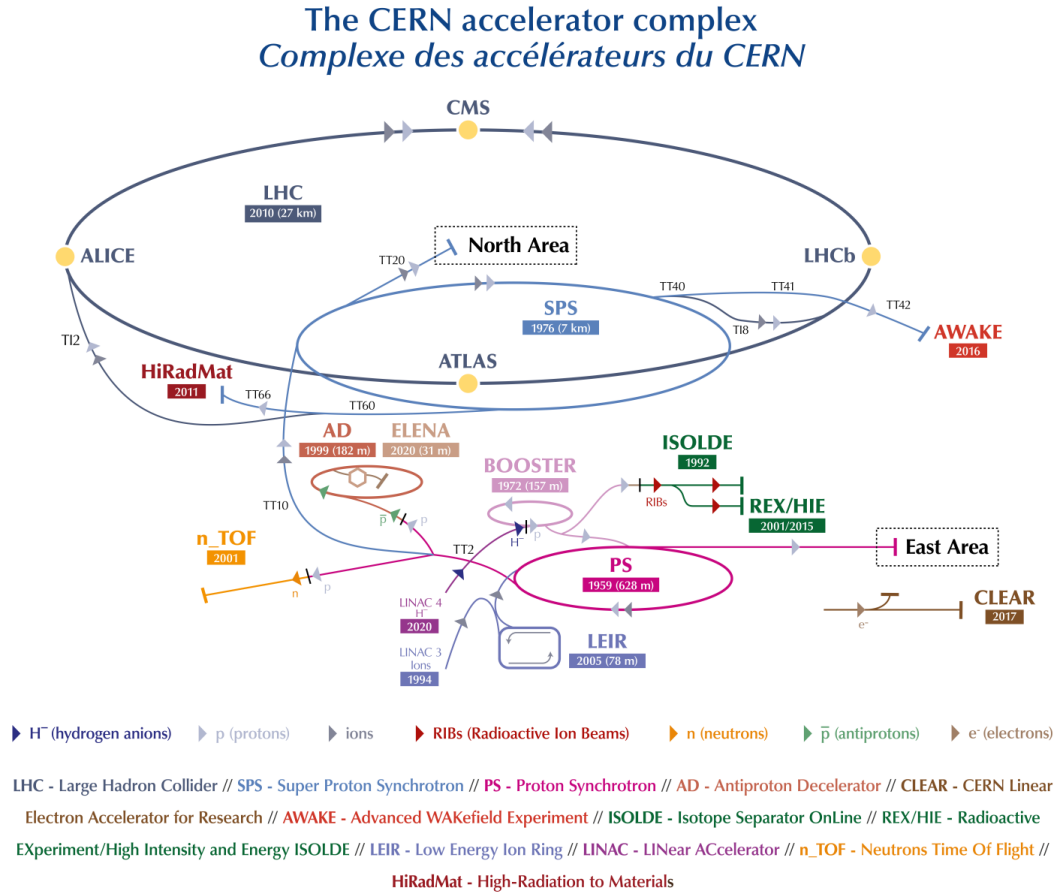 The CERN accelerator complex
Complexe des accélérateurs du CERN
CMS
LHC
2010 (27 km)
North Area
TT20
ALICE
LHCb
TT40
TT41
SPS
1976 (7 km)
TT42
TI8
TI2
AWAKE
2016
ATLAS
HiRadMat
2011
TT66
TT60
AD
1999 (182 m)
ELENA
2020 (31 m)
ISOLDE
1992
BOOSTER
1972 (157 m)
RIBs
REX/HIE
2001/2015
TT10
p̅
p
H⁻
p
n_TOF
2001
TT2
East Area
PS
1959 (628 m)
n
p
LINAC 4
H⁻
2020
CLEAR
2017
e⁻
LINAC 3
Ions
1994
LEIR
2005 (78 m)
H⁻ (hydrogen anions)
p (protons)
ions
RIBs (Radioactive Ion Beams)
n (neutrons)
p̅ (antiprotons)
e⁻ (electrons)
LHC - Large Hadron Collider // SPS - Super Proton Synchrotron // PS - Proton Synchrotron // AD - Antiproton Decelerator // CLEAR - CERN Linear
Electron Accelerator for Research // AWAKE - Advanced WAKefield Experiment // ISOLDE - Isotope Separator OnLine // REX/HIE - Radioactive
EXperiment/High Intensity and Energy ISOLDE // LEIR - Low Energy Ion Ring // LINAC - LINear ACcelerator // n_TOF - Neutrons Time Of Flight //
HiRadMat - High-Radiation to Materials